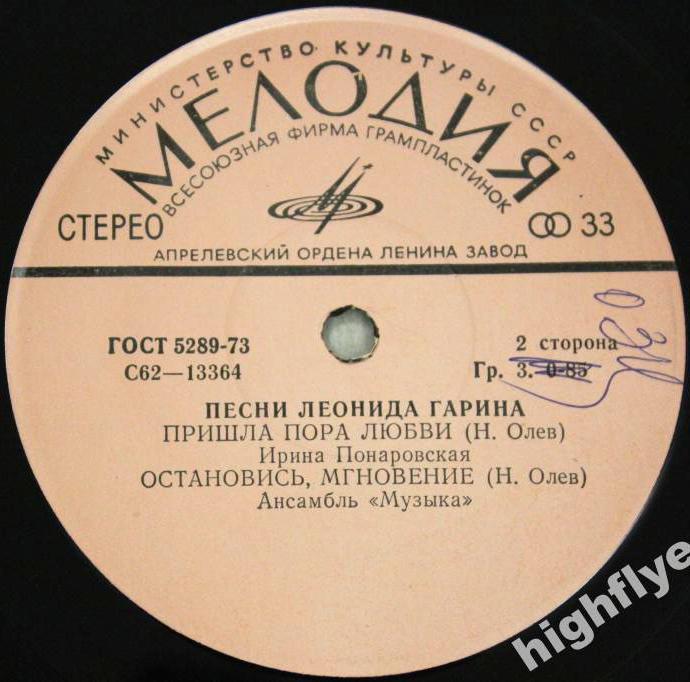 МИНИСТЕРСТВО КУЛЬТУРЫ СССР
МЕЛОДИЯ
ВСЕСОЮЗНАЯ ФИРМА ГРАМПЛАСТИНОК
СТЕРЕО
33
АПРЕЛЕВСКИЙ ОРДЕНА ЛЕНИНА ЗАВОД
ГОСТ 5289-73
2 сторона
С62—13364
Гр. 3. 0-85
ПЕСНИ ЛЕОНИДА ГАРИНА
ПРИШЛА ПОРА ЛЮБВИ (Н. Олев)
Ирина Понаровская
ОСТАНОВИСЬ, МГНОВЕНИЕ (Н. Олев)
Ансамбль «Музыка»
highflye